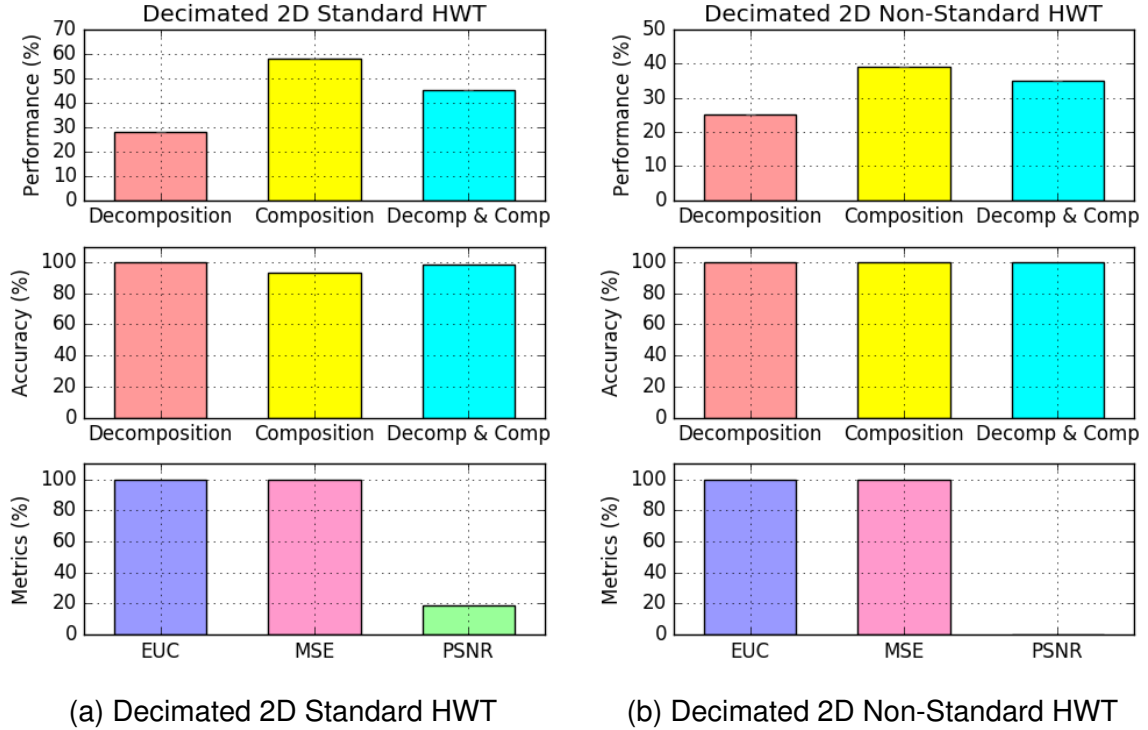 Decimated 2D Standard HWT
Performance (%)
70
60
50
40
30
20
10
0
Decomposition Composition Decomp & Comp
Accuracy (%)
100
80
60
40
20
0
Decomposition Composition Decomp & Comp
Metrics (%)
100
80
60
40
20
0
EUC MSE PSNR
(a) Decimated 2D Standard HWT
Decimated 2D Non-Standard HWT
Performance (%)
50
40
30
20
10
0
Decomposition Composition Decomp & Comp
Accuracy (%)
100
80
60
40
20
0
Decomposition Composition Decomp & Comp
Metrics (%)
100
80
60
40
20
0
EUC MSE PSNR
(b) Decimated 2D Non-Standard HWT